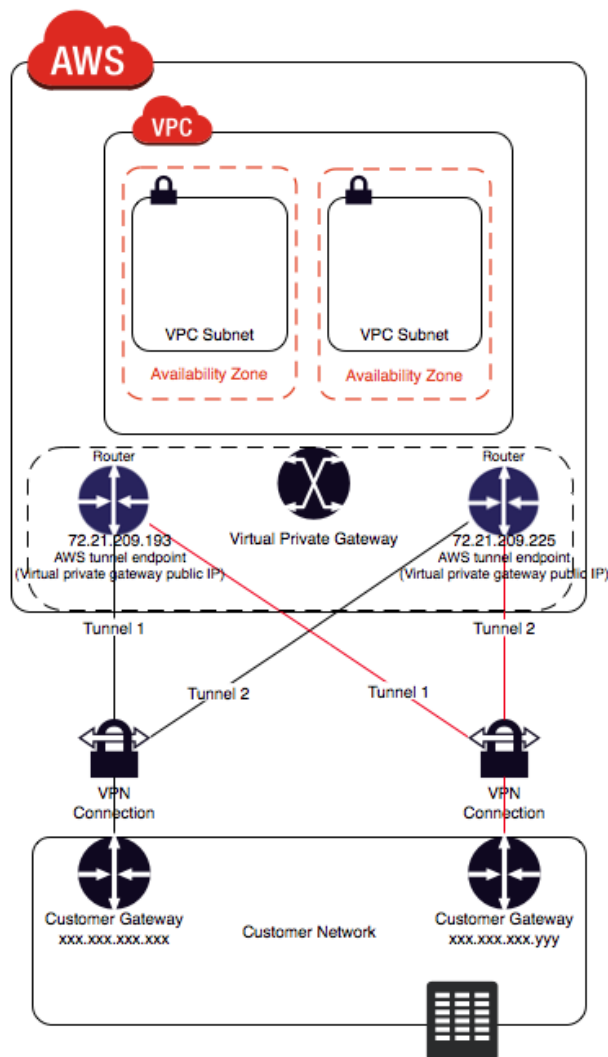 AWS
VPC
VPC Subnet
VPC Subnet
Availability Zone
Availability Zone
Router
Router
72.21.209.193
AWS tunnel endpoint
(Virtual private gateway public IP)
Virtual Private Gateway
72.21.209.225
AWS tunnel endpoint
(Virtual private gateway public IP)
Tunnel 1
Tunnel 2
Tunnel 2
Tunnel 1
VPN
Connection
VPN
Connection
Customer Gateway
xxx.xxx.xxx.xxx
Customer Network
Customer Gateway
xxx.xxx.xxx.yyy